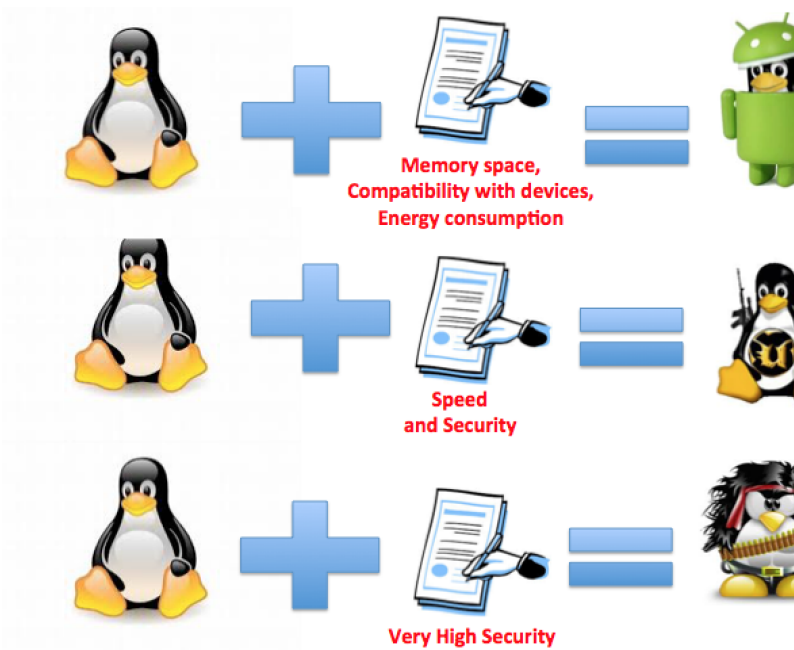 Memory space,
Compatibility with devices,
Energy consumption
Speed
and Security
Very High Security